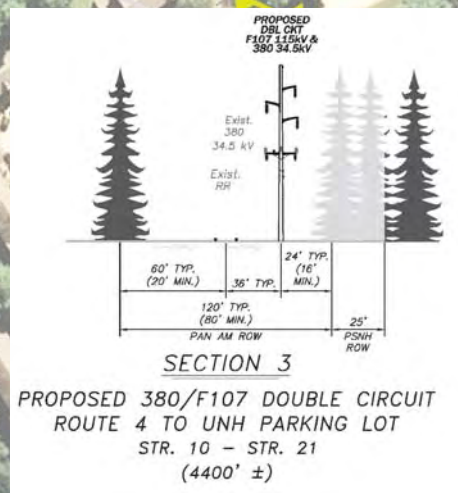 PROPOSED
DBL CKT
F107 115kV &
380 34.5kV
Exist.
380
34.5 kV
Exist.
RR
60' TYP.
(20' MIN.)
36' TYP.
24' TYP.
(16'
MIN.)
120' TYP.
(80' MIN.)
PAN AM ROW
25'
PSNH
ROW
SECTION 3
PROPOSED 380/F107 DOUBLE CIRCUIT
ROUTE 4 TO UNH PARKING LOT
STR. 10 - STR. 21
(4400' ±)